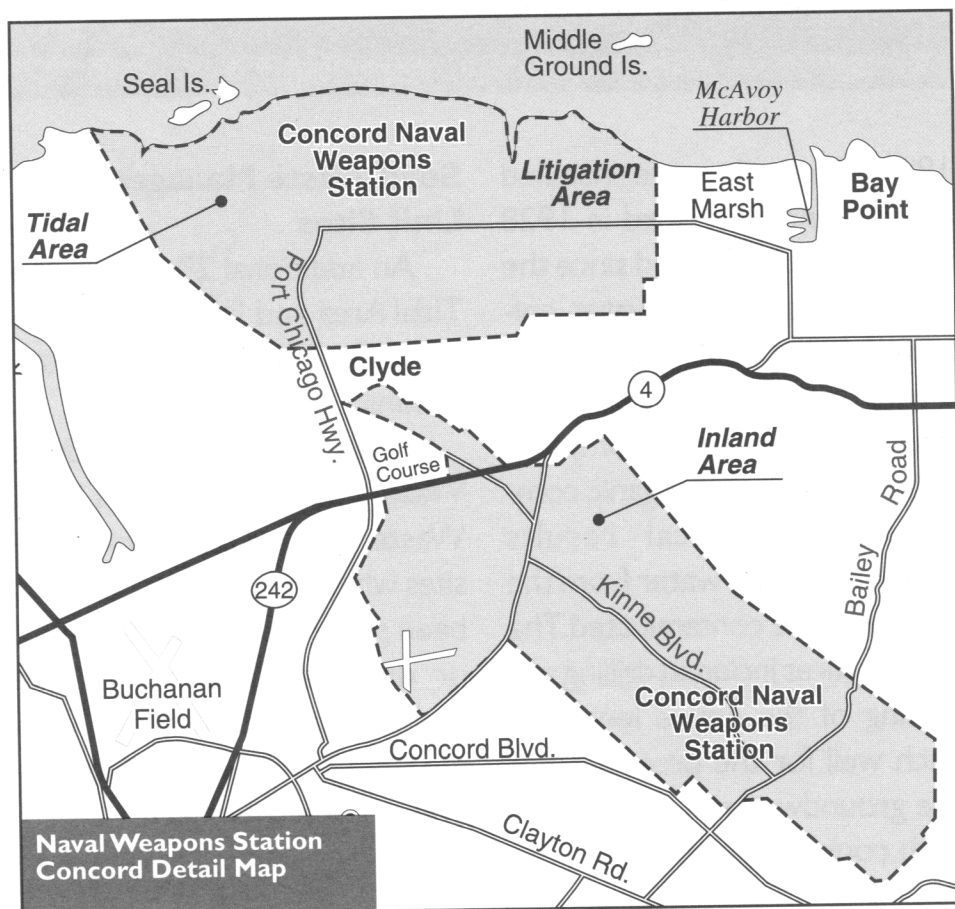 Middle
Ground Is.
Seal Is.
McAvoy
Harbor
Concord Naval
Weapons
Station
Litigation
Area
East
Marsh
Bay
Point
Tidal
Area
Port Chicago Hwy.
Clyde
4
Golf
Course
Inland
Area
Bailey Road
242
Kinne Blvd.
Buchanan
Field
Concord Naval
Weapons
Station
Concord Blvd.
Clayton Rd.
Naval Weapons Station
Concord Detail Map